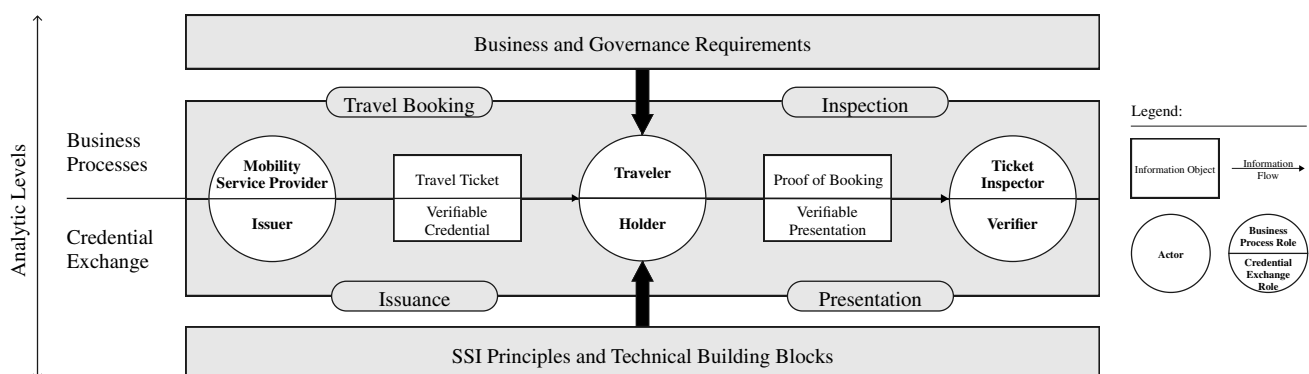 Business and Governance Requirements
Travel Booking
Inspection
Analytic Levels
Business
Processes
Credential
Exchange
Mobility
Service Provider
Issuer
Travel Ticket
Verifiable
Credential
Traveler
Holder
Proof of Booking
Verifiable
Presentation
Ticket
Inspector
Verifier
Issuance
Presentation
SSI Principles and Technical Building Blocks
Legend:
Information Object
Information
Flow
Actor
Business
Process Role
Credential
Exchange
Role